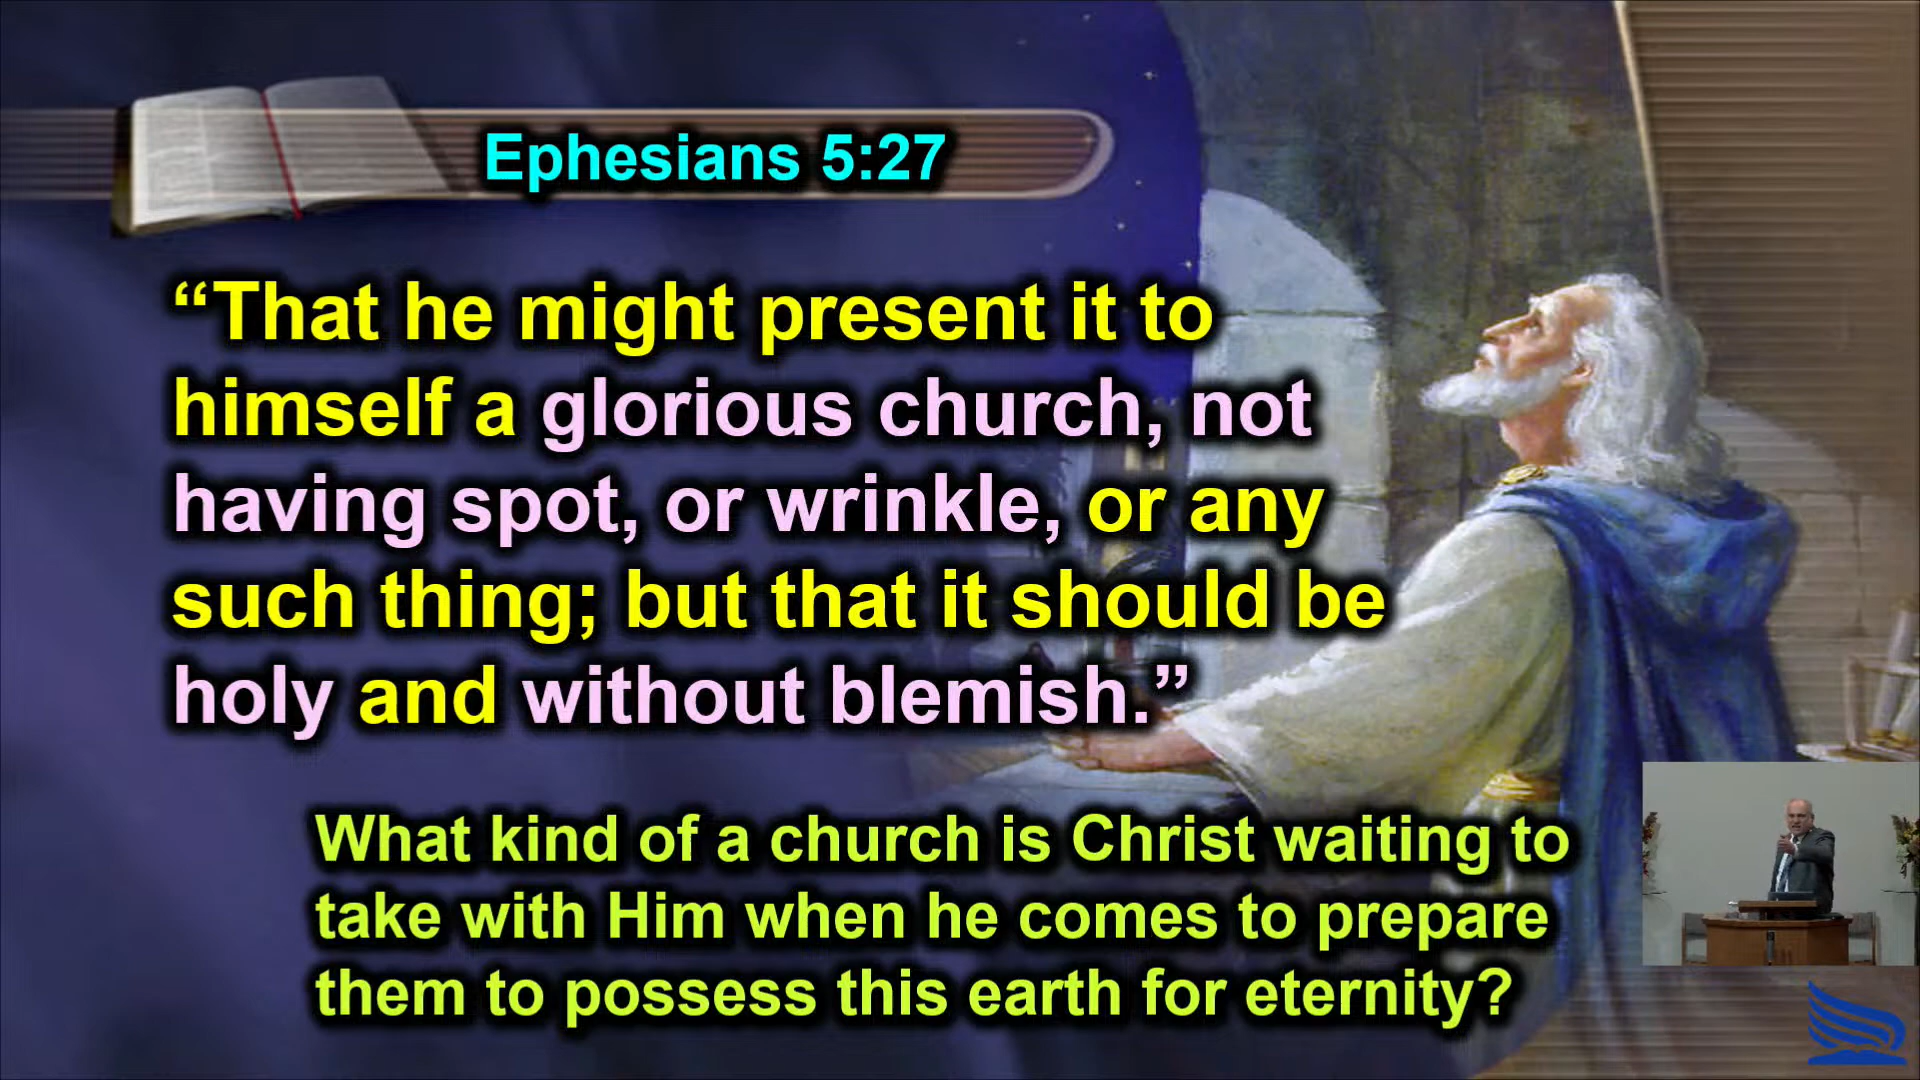 Ephesians 5:27
“That he might present it to
himself a glorious church, not
having spot, or wrinkle, or any
such thing; but that it should be
holy and without blemish.”
What kind of a church is Christ waiting to
take with Him when he comes to prepare
them to possess this earth for eternity?